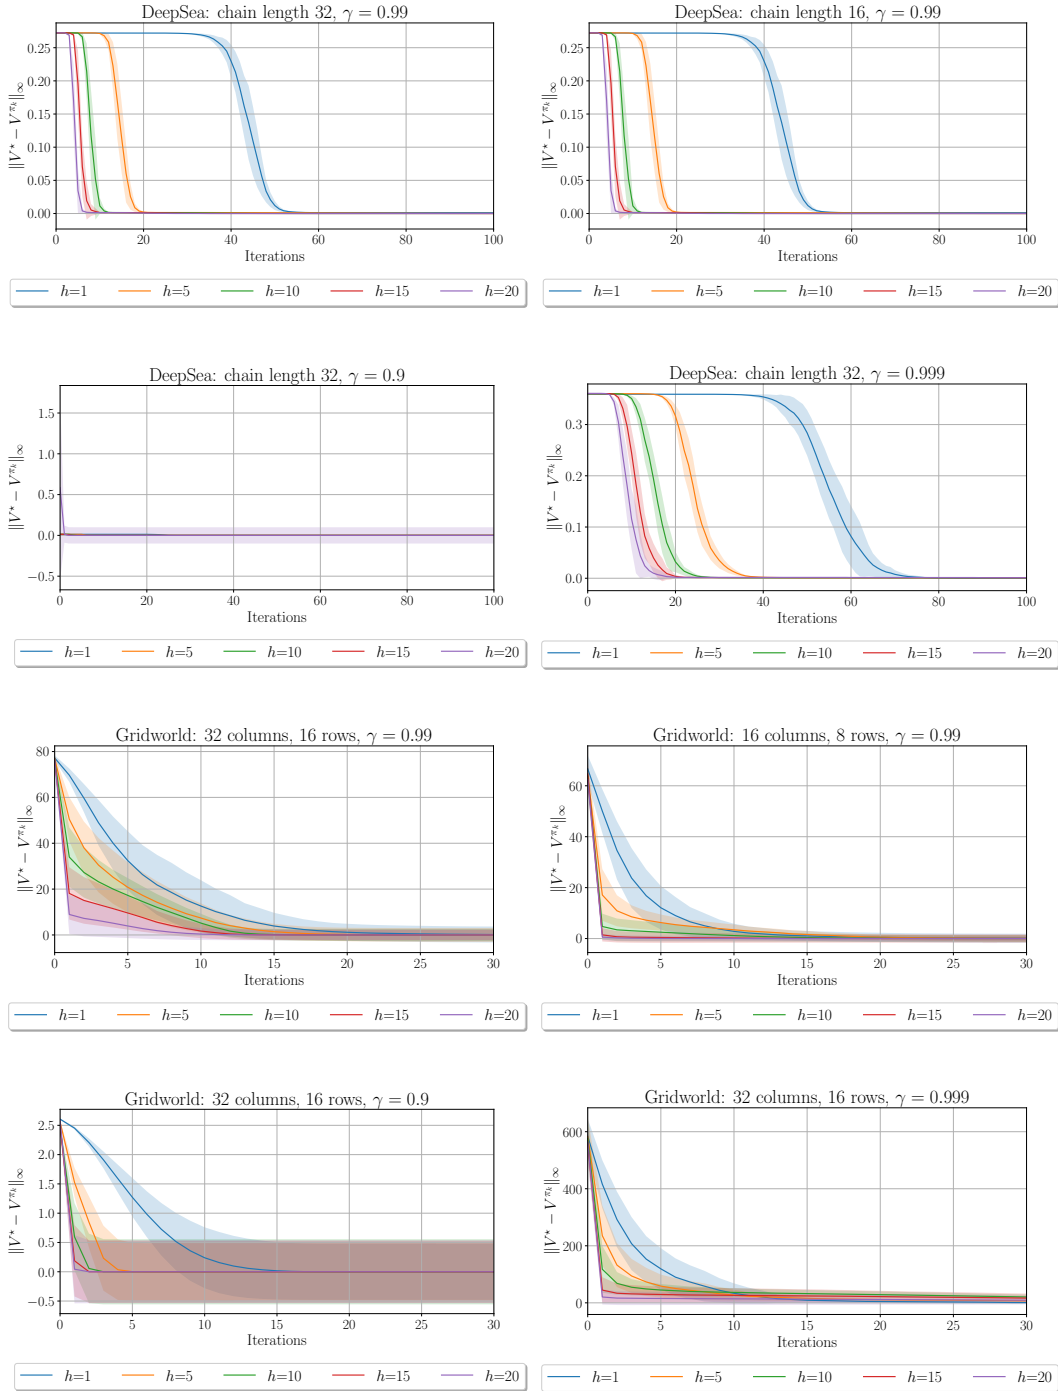 DeepSea: chain length 32, γ = 0.99
0.25
0.20
0.15
0.10
0.05
0.00
‖V⋆ − V^{π_k}‖_∞
0 20 40 60 80 100
Iterations
h=1 h=5 h=10 h=15 h=20
DeepSea: chain length 16, γ = 0.99
0.25
0.20
0.15
0.10
0.05
0.00
‖V⋆ − V^{π_k}‖_∞
0 20 40 60 80 100
Iterations
h=1 h=5 h=10 h=15 h=20
DeepSea: chain length 32, γ = 0.9
1.5
1.0
0.5
0.0
−0.5
‖V⋆ − V^{π_k}‖_∞
0 20 40 60 80 100
Iterations
h=1 h=5 h=10 h=15 h=20
DeepSea: chain length 32, γ = 0.999
0.3
0.2
0.1
0.0
‖V⋆ − V^{π_k}‖_∞
0 20 40 60 80 100
Iterations
h=1 h=5 h=10 h=15 h=20
Gridworld: 32 columns, 16 rows, γ = 0.99
80
60
40
20
0
‖V⋆ − V^{π_k}‖_∞
0 5 10 15 20 25 30
Iterations
h=1 h=5 h=10 h=15 h=20
Gridworld: 16 columns, 8 rows, γ = 0.99
60
40
20
0
‖V⋆ − V^{π_k}‖_∞
0 5 10 15 20 25 30
Iterations
h=1 h=5 h=10 h=15 h=20
Gridworld: 32 columns, 16 rows, γ = 0.9
2.5
2.0
1.5
1.0
0.5
0.0
−0.5
‖V⋆ − V^{π_k}‖_∞
0 5 10 15 20 25 30
Iterations
h=1 h=5 h=10 h=15 h=20
Gridworld: 32 columns, 16 rows, γ = 0.999
600
400
200
0
‖V⋆ − V^{π_k}‖_∞
0 5 10 15 20 25 30
Iterations
h=1 h=5 h=10 h=15 h=20